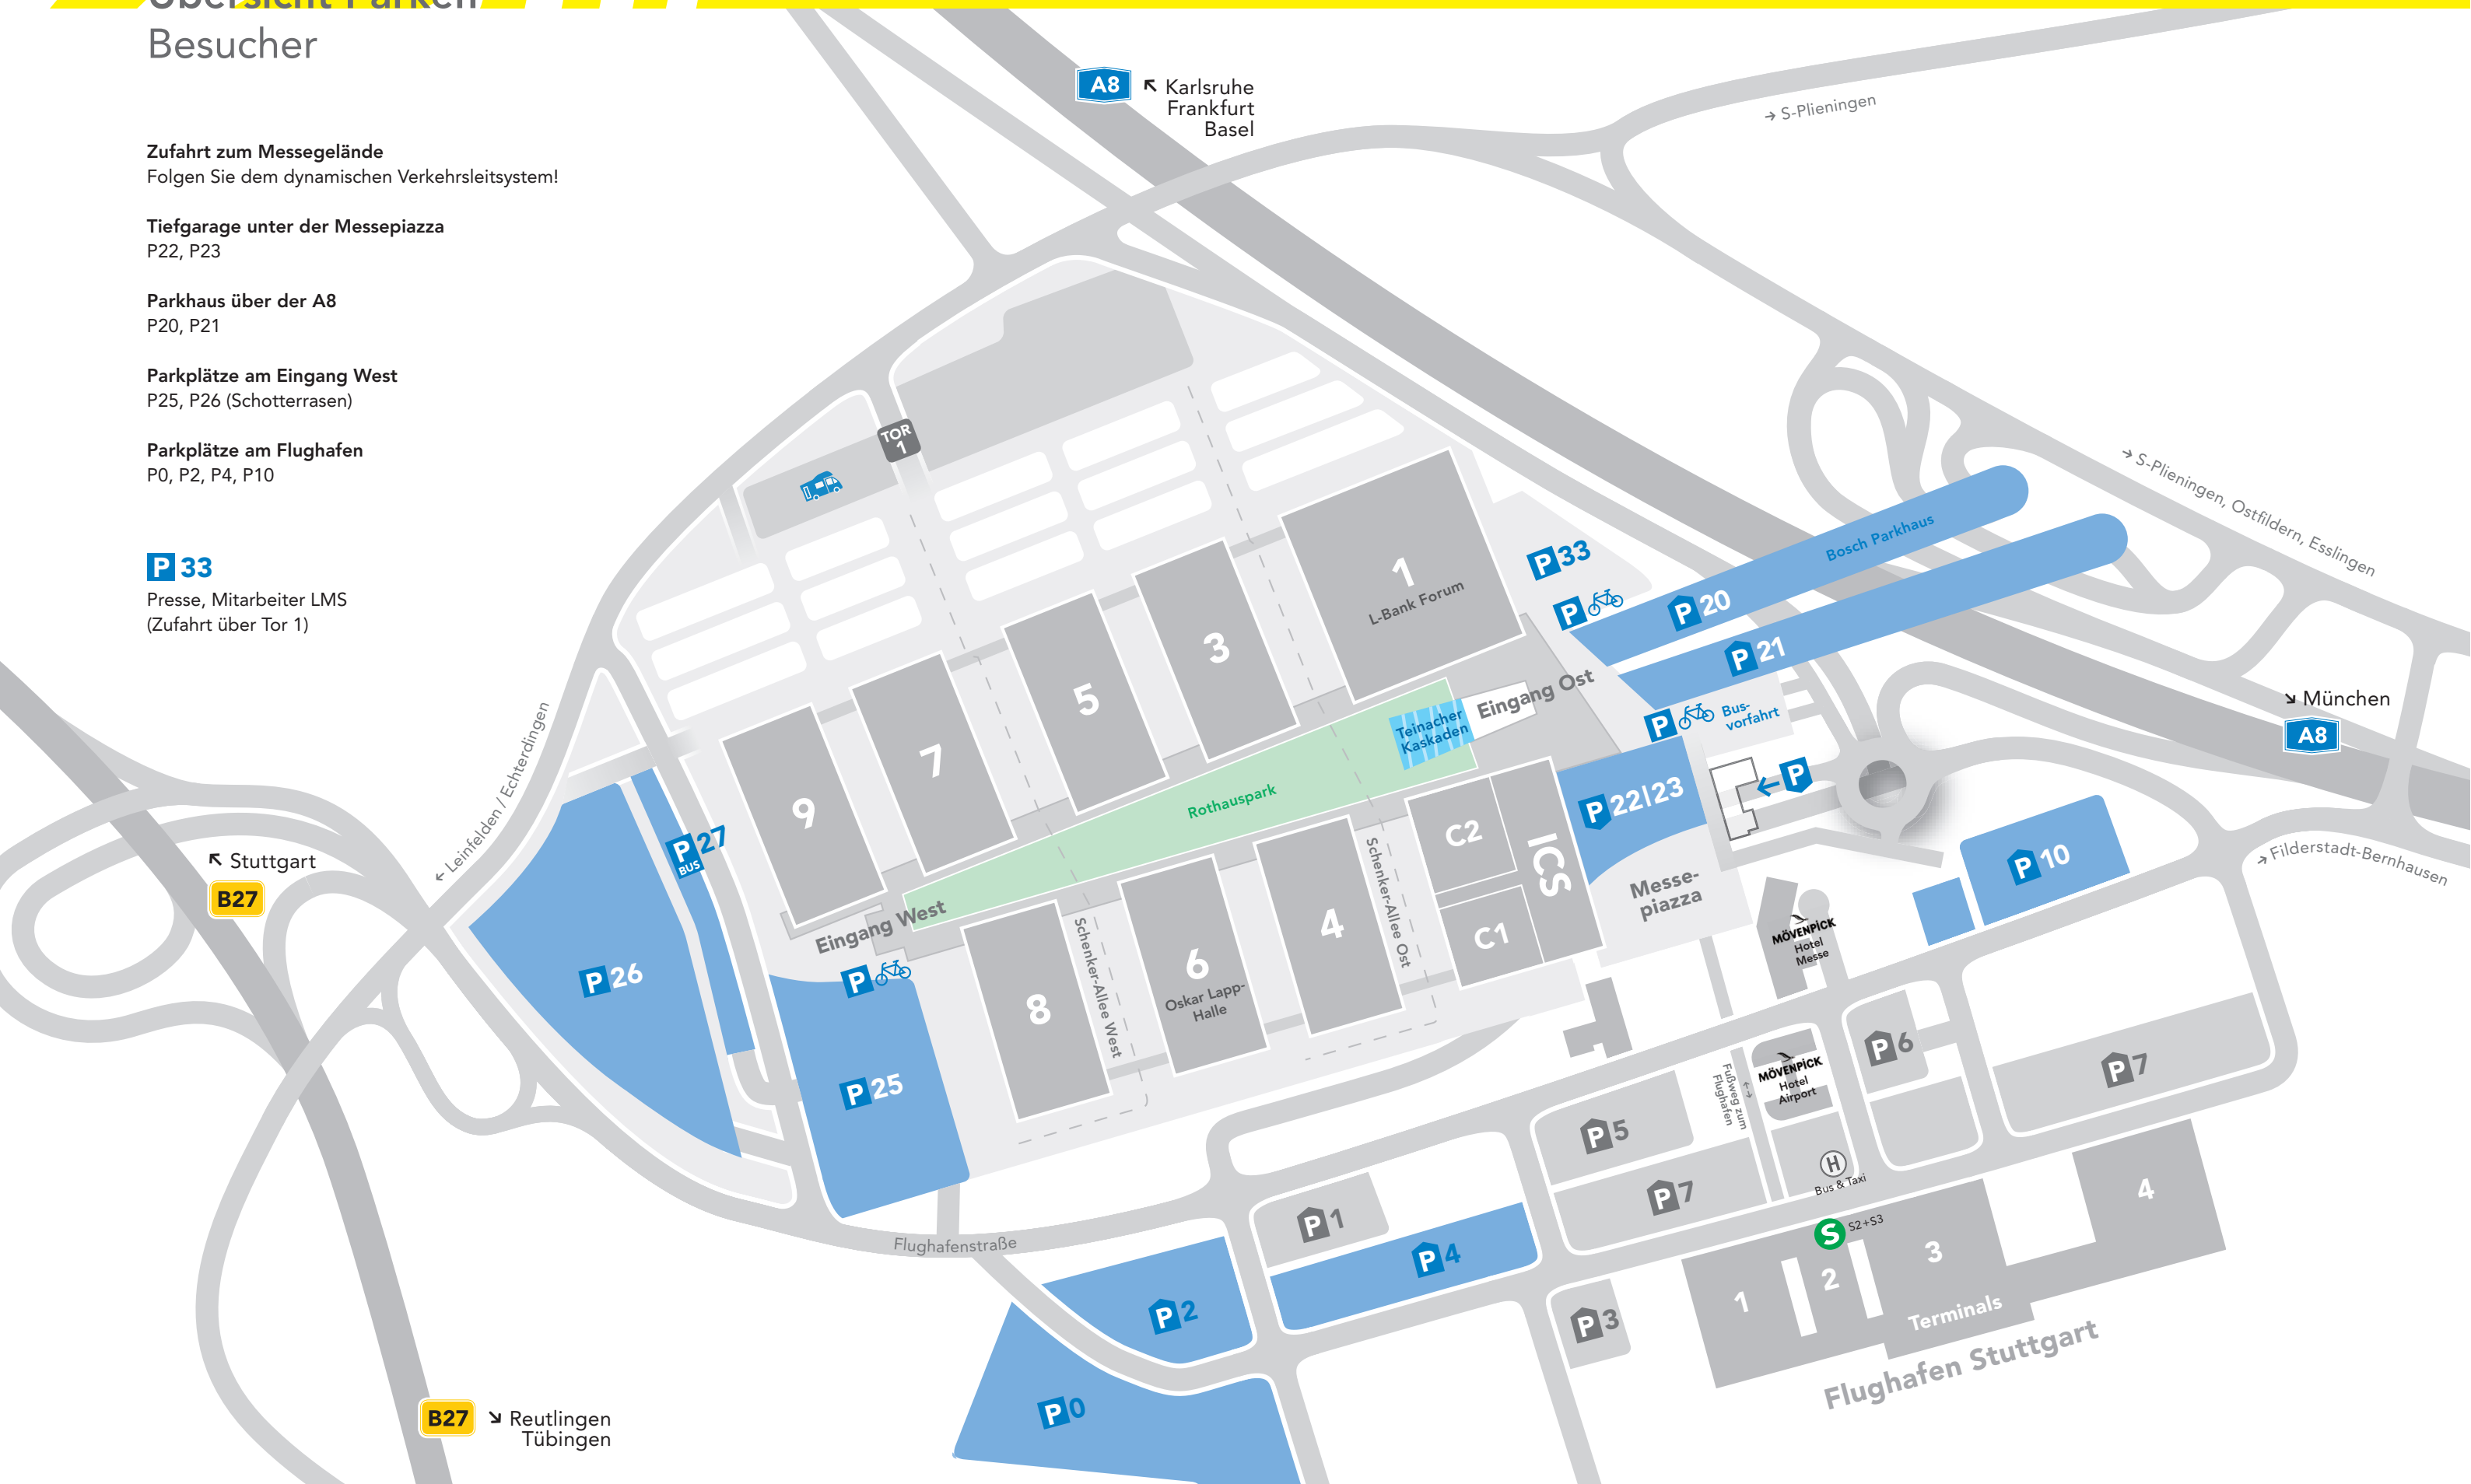 Übersicht Parken
Besucher
Zufahrt zum Messegelände
Folgen Sie dem dynamischen Verkehrsleitsystem!
Tiefgarage unter der Messepiazza
P22, P23
Parkhaus über der A8
P20, P21
Parkplätze am Eingang West
P25, P26 (Schotterrasen)
Parkplätze am Flughafen
P0, P2, P4, P10
P 33
Presse, Mitarbeiter LMS
(Zufahrt über Tor 1)
A8 ↖ Karlsruhe
Frankfurt
Basel
→ S-Plieningen
→ S-Plieningen, Ostfildern, Esslingen
TOR
1
1
L-Bank Forum
P 33
P
Bosch Parkhaus
P 20
P 21
3
5
7
9
Eingang Ost
Teinacher
Kaskaden
Rothauspark
P
Bus-
vorfahrt
↘ München
A8
← Leinfelden / Echterdingen
↖ Stuttgart
B27
P 27
BUS
P 26
Eingang West
P
P 25
8
Schenker-Allee West
6
Oskar Lapp-
Halle
4
Schenker-Allee Ost
C2
C1
ICS
P 22|23
← P
Messe-
piazza
P 10
→ Filderstadt-Bernhausen
MÖVENPICK
Hotel
Messe
MÖVENPICK
Hotel
Airport
Fußweg zum
Flughafen
↔
P 6
P 7
P 5
P 7
H
Bus & Taxi
S S2+S3
P 1
P 4
P 3
P 2
P 0
Flughafenstraße
1
2
3
4
Terminals
Flughafen Stuttgart
B27 ↘ Reutlingen
Tübingen